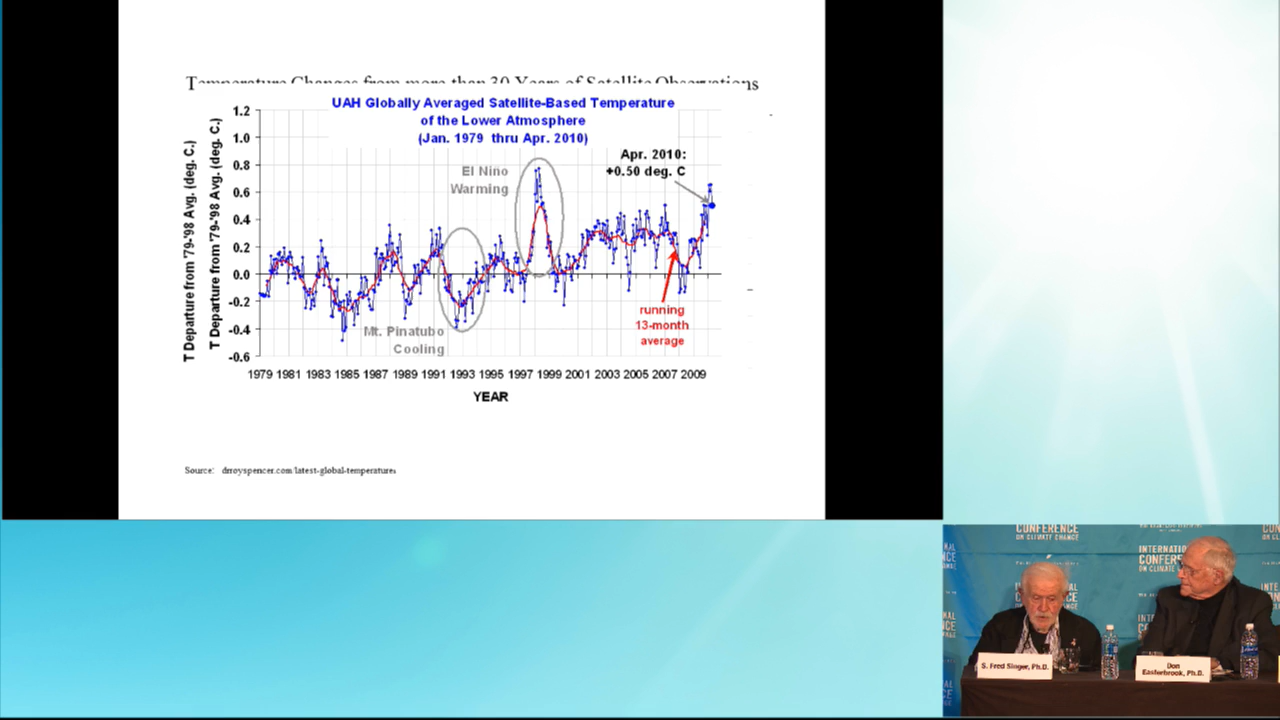 Temperature Changes from more than 30 Years of Satellite Observations
UAH Globally Averaged Satellite-Based Temperature
of the Lower Atmosphere
(Jan. 1979 thru Apr. 2010)
T Departure from '79-'98 Avg. (deg. C.)
T Departure from '79-'98 Avg. (deg. C.)
1.2
1.0
0.8
0.6
0.4
0.2
0.0
-0.2
-0.4
-0.6
El Nino
Warming
Apr. 2010:
+0.50 deg. C
Mt. Pinatubo
Cooling
running
13-month
average
1979 1981 1983 1985 1987 1989 1991 1993 1995 1997 1999 2001 2003 2005 2007 2009
YEAR
Source: drroyspencer.com/latest-global-temperatures
CONFERENCE
ON CLIMATE CHANGE
INTERNATIO
CONFER
ON CLIMATE
S. Fred Singer, Ph.D.
Don
Easterbrook, Ph.D.